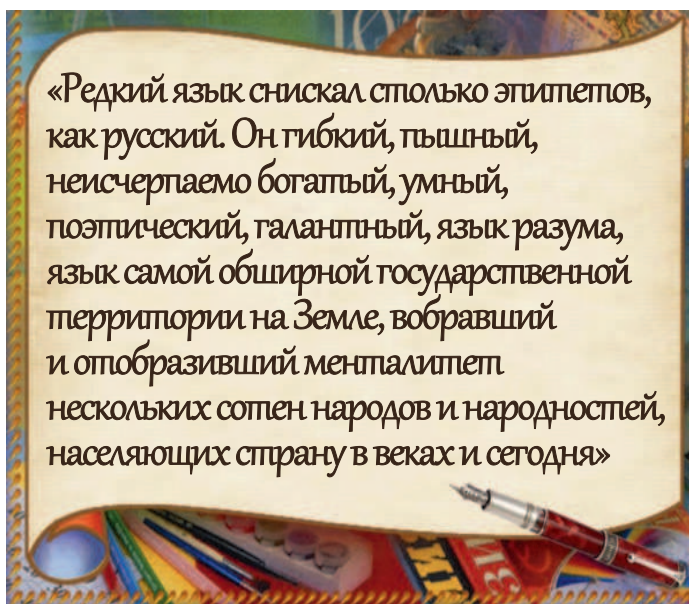 «Редкий язык снискал столько эпитетов,
как русский. Он гибкий, пышный,
неисчерпаемо богатый, умный,
поэтический, галантный, язык разума,
язык самой обширной государственной
территории на Земле, вобравший
и отобразивший менталитет
нескольких сотен народов и народностей,
населяющих страну в веках и сегодня»